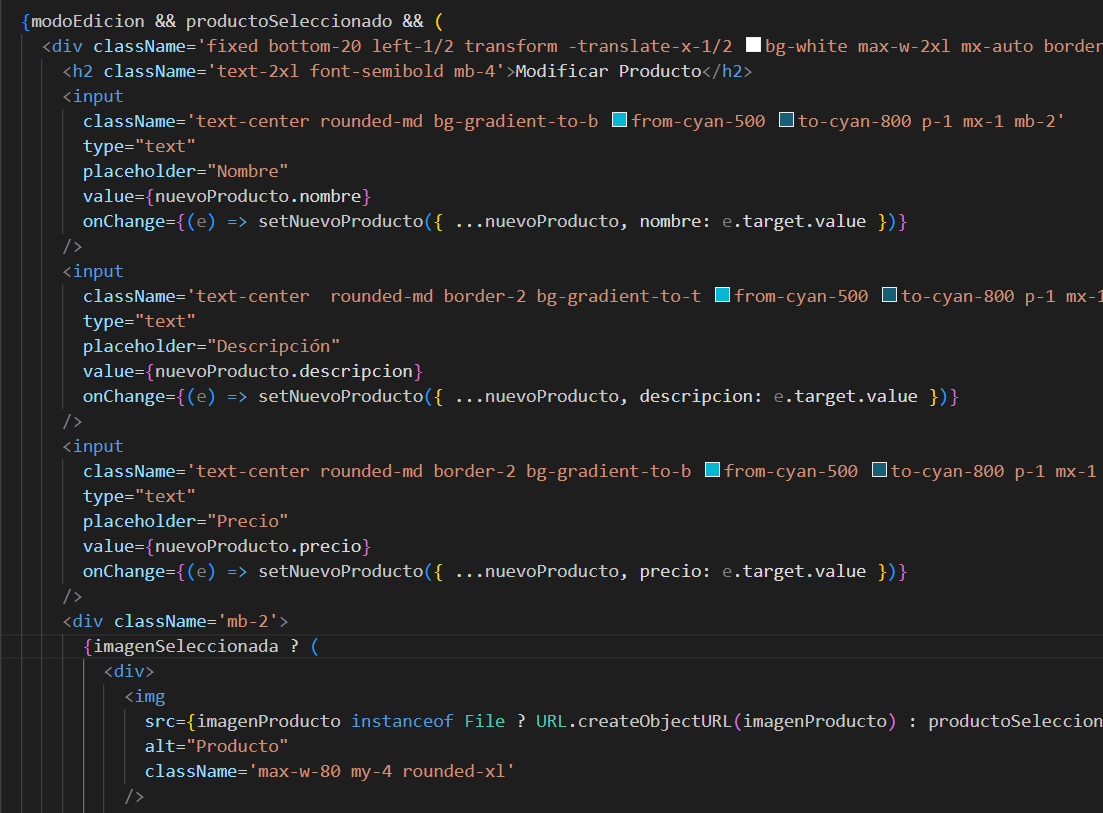 {modoEdicion && productoSeleccionado && (
<div className='fixed bottom-20 left-1/2 transform -translate-x-1/2 bg-white max-w-2xl mx-auto border
<h2 className='text-2xl font-semibold mb-4'>Modificar Producto</h2>
<input
className='text-center rounded-md bg-gradient-to-b from-cyan-500 to-cyan-800 p-1 mx-1 mb-2'
type="text"
placeholder="Nombre"
value={nuevoProducto.nombre}
onChange={(e) => setNuevoProducto({ ...nuevoProducto, nombre: e.target.value })}
/>
<input
className='text-center  rounded-md border-2 bg-gradient-to-t from-cyan-500 to-cyan-800 p-1 mx-1
type="text"
placeholder="Descripción"
value={nuevoProducto.descripcion}
onChange={(e) => setNuevoProducto({ ...nuevoProducto, descripcion: e.target.value })}
/>
<input
className='text-center rounded-md border-2 bg-gradient-to-b from-cyan-500 to-cyan-800 p-1 mx-1
type="text"
placeholder="Precio"
value={nuevoProducto.precio}
onChange={(e) => setNuevoProducto({ ...nuevoProducto, precio: e.target.value })}
/>
<div className='mb-2'>
{imagenSeleccionada ? (
<div>
<img
src={imagenProducto instanceof File ? URL.createObjectURL(imagenProducto) : productoSeleccion
alt="Producto"
className='max-w-80 my-4 rounded-xl'
/>